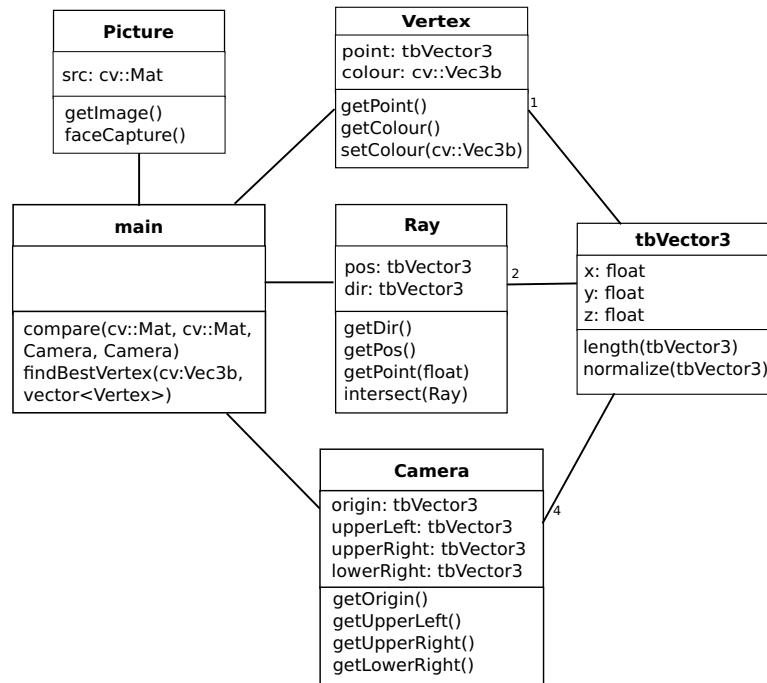 Picture
src: cv::Mat
getImage()
faceCapture()
Vertex
point: tbVector3
colour: cv::Vec3b
getPoint()
getColour()
setColour(cv::Vec3b)
1
main
compare(cv::Mat, cv::Mat,
Camera, Camera)
findBestVertex(cv:Vec3b,
vector<Vertex>)
Ray
pos: tbVector3
dir: tbVector3
getDir()
getPos()
getPoint(float)
intersect(Ray)
2
tbVector3
x: float
y: float
z: float
length(tbVector3)
normalize(tbVector3)
Camera
origin: tbVector3
upperLeft: tbVector3
upperRight: tbVector3
lowerRight: tbVector3
getOrigin()
getUpperLeft()
getUpperRight()
getLowerRight()
4